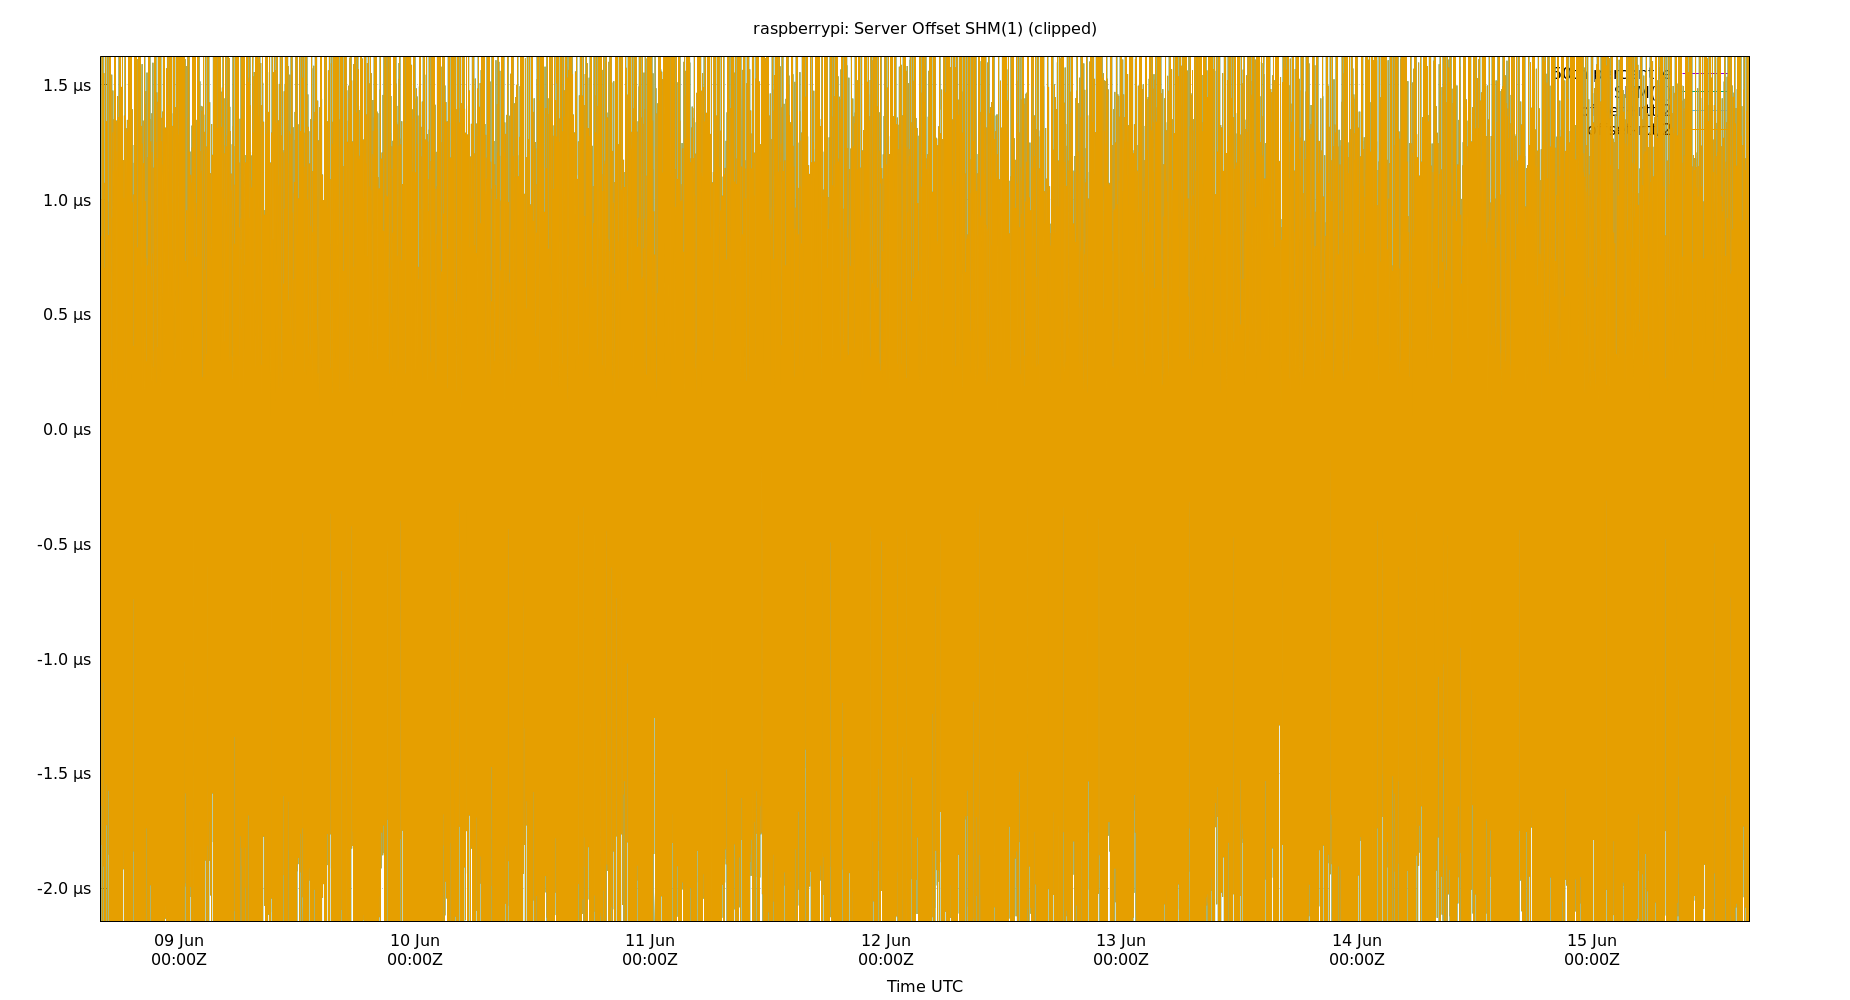 raspberrypi: Server Offset SHM(1) (clipped)
1.5 µs
1.0 µs
0.5 µs
0.0 µs
-0.5 µs
-1.0 µs
-1.5 µs
-2.0 µs
09 Jun 10 Jun 11 Jun 12 Jun 13 Jun 14 Jun 15 Jun
00:00Z 00:00Z 00:00Z 00:00Z 00:00Z 00:00Z 00:00Z
Time UTC